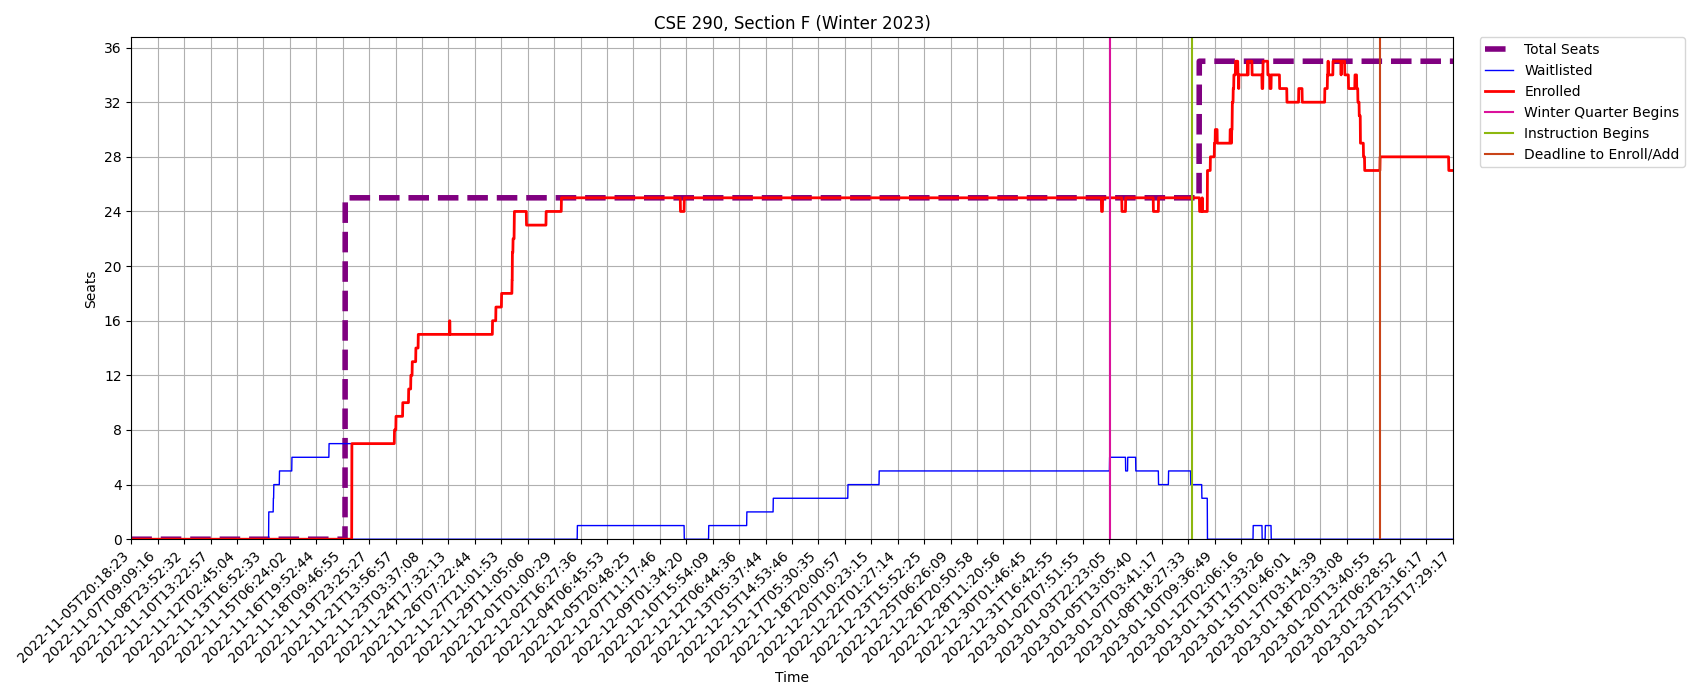 CSE 290, Section F (Winter 2023)
36
32
28
24
20
16
12
8
4
0
Seats
Total Seats
Waitlisted
Enrolled
Winter Quarter Begins
Instruction Begins
Deadline to Enroll/Add
2022-11-05T20:18:23
2022-11-07T09:09:16
2022-11-08T23:52:32
2022-11-10T13:22:57
2022-11-12T02:45:04
2022-11-13T16:52:33
2022-11-15T06:24:02
2022-11-16T19:52:44
2022-11-18T09:46:55
2022-11-19T23:25:27
2022-11-21T13:56:57
2022-11-23T03:37:08
2022-11-24T17:32:13
2022-11-26T07:22:44
2022-11-27T21:01:53
2022-11-29T11:05:06
2022-12-01T01:00:29
2022-12-02T16:27:36
2022-12-04T06:45:53
2022-12-05T20:48:25
2022-12-07T11:17:46
2022-12-09T01:34:20
2022-12-10T15:54:09
2022-12-12T06:44:36
2022-12-13T05:37:44
2022-12-15T14:53:46
2022-12-17T05:30:35
2022-12-18T20:00:57
2022-12-20T10:23:15
2022-12-22T01:27:14
2022-12-23T15:52:25
2022-12-25T06:26:09
2022-12-26T20:50:58
2022-12-28T11:20:56
2022-12-30T01:46:45
2022-12-31T16:42:55
2023-01-02T07:51:55
2023-01-03T22:23:05
2023-01-05T13:05:40
2023-01-07T03:41:17
2023-01-08T18:27:33
2023-01-10T09:36:49
2023-01-12T02:06:16
2023-01-13T17:33:26
2023-01-15T10:46:01
2023-01-17T03:14:39
2023-01-18T20:33:08
2023-01-20T13:40:55
2023-01-22T06:28:52
2023-01-23T23:16:17
2023-01-25T17:29:17
Time